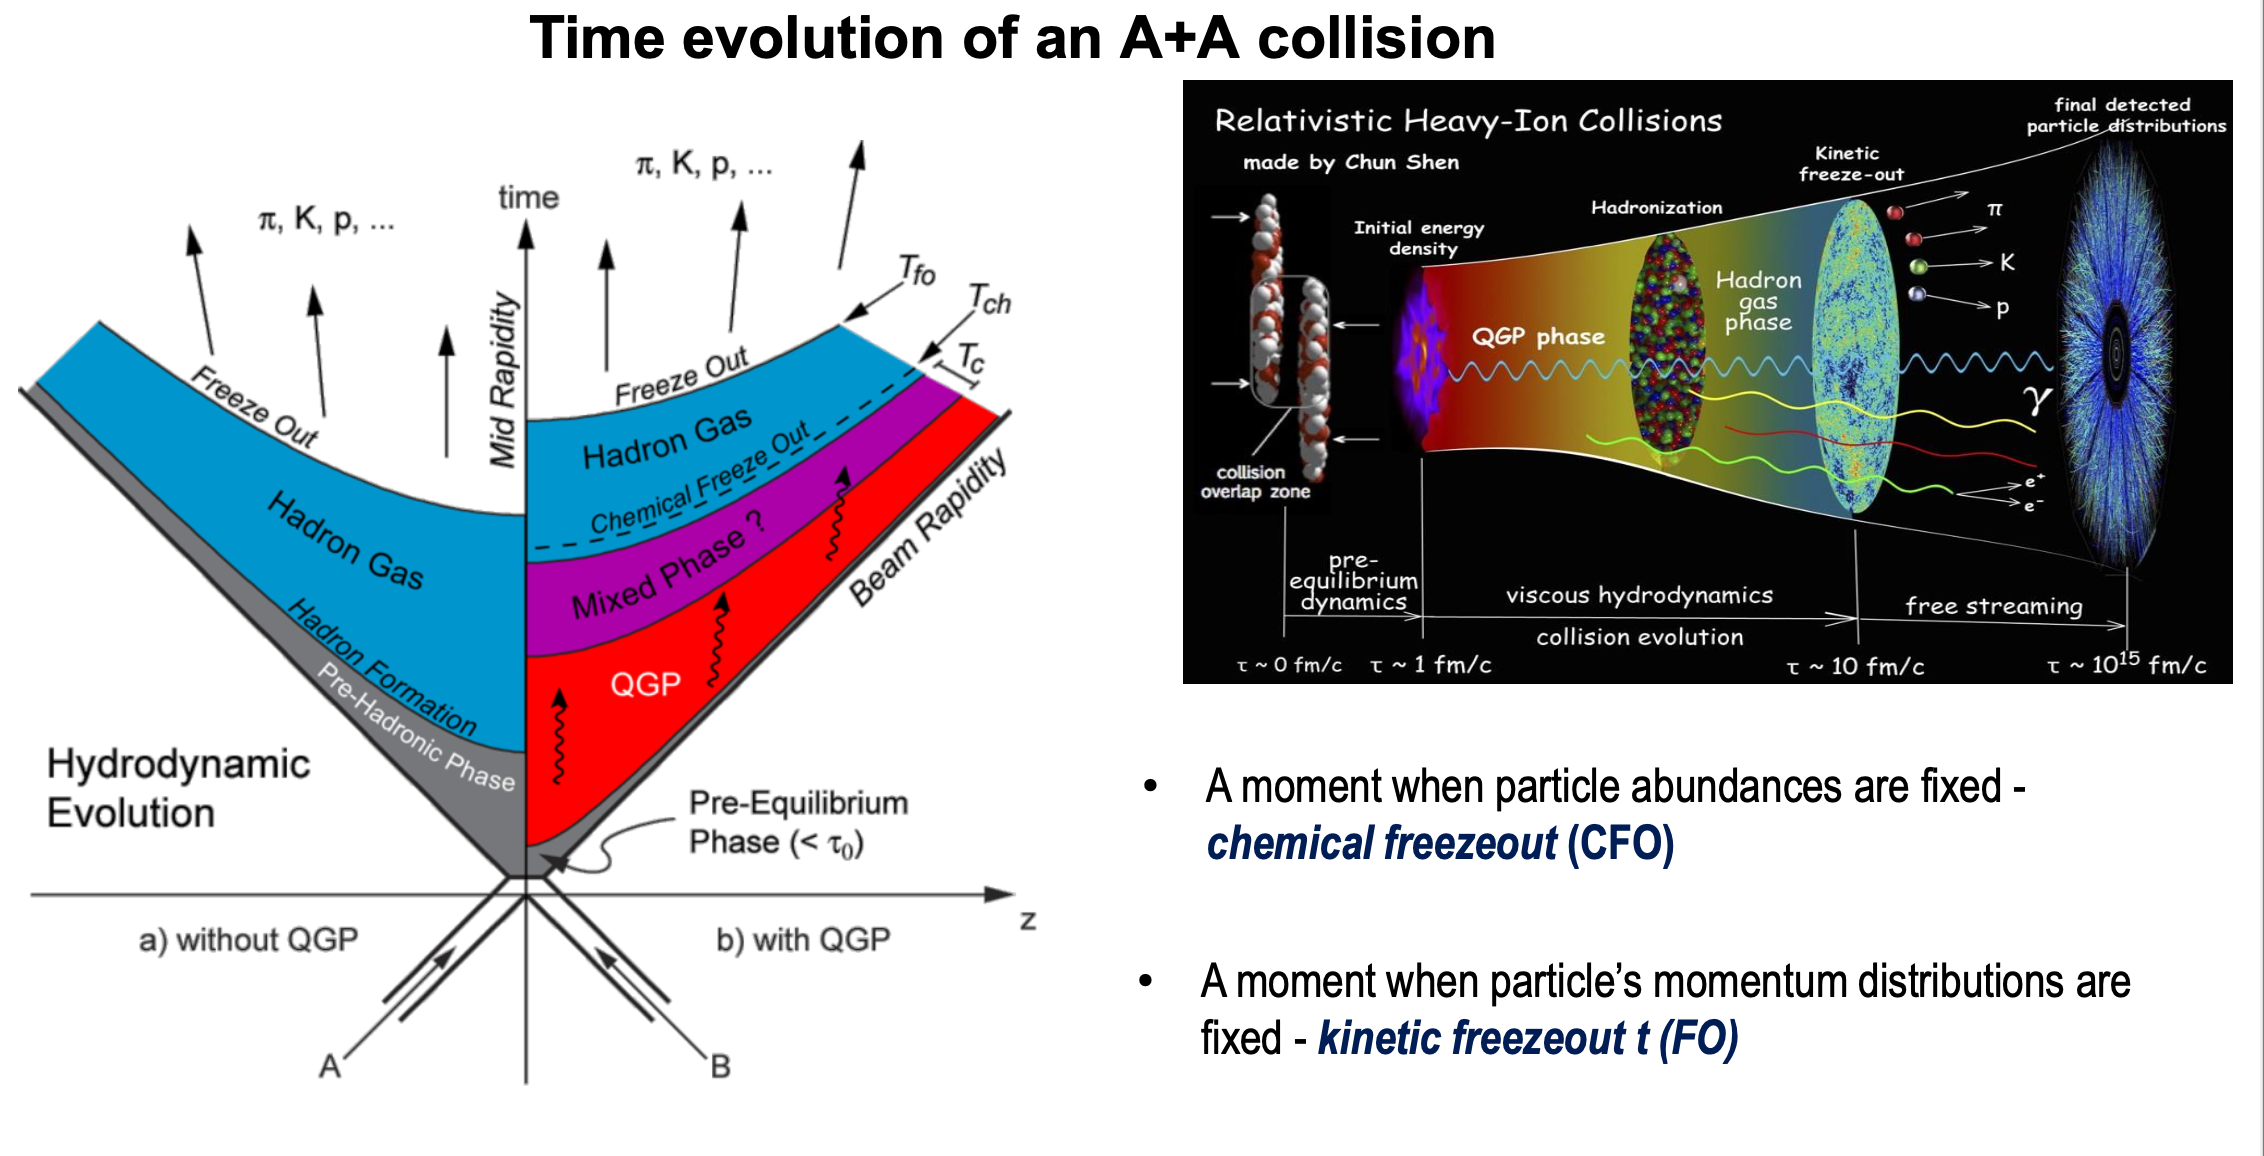 Time evolution of an A+A collision
π, K, p, ...
π, K, p, ...
time
Mid Rapidity
Tfo
Tch
Tc
Freeze Out
Freeze Out
Hadron Gas
Hadron Gas
Chemical Freeze Out
Mixed Phase ?
QGP
Beam Rapidity
Hadron Formation
Pre-Hadronic Phase
Hydrodynamic
Evolution
Pre-Equilibrium
Phase (< τ0)
z
a) without QGP
b) with QGP
A
B
Relativistic Heavy-Ion Collisions
made by Chun Shen
final detected
particle distributions
Kinetic
freeze-out
Hadronization
Initial energy
density
π
K
p
QGP phase
Hadron
gas
phase
γ
e+
e-
collision
overlap zone
pre-
equilibrium
dynamics
viscous hydrodynamics
collision evolution
free streaming
τ ~ 0 fm/c
τ ~ 1 fm/c
τ ~ 10 fm/c
τ ~ 10¹⁵ fm/c
• A moment when particle abundances are fixed -
chemical freezeout (CFO)
• A moment when particle’s momentum distributions are
fixed - kinetic freezeout t (FO)